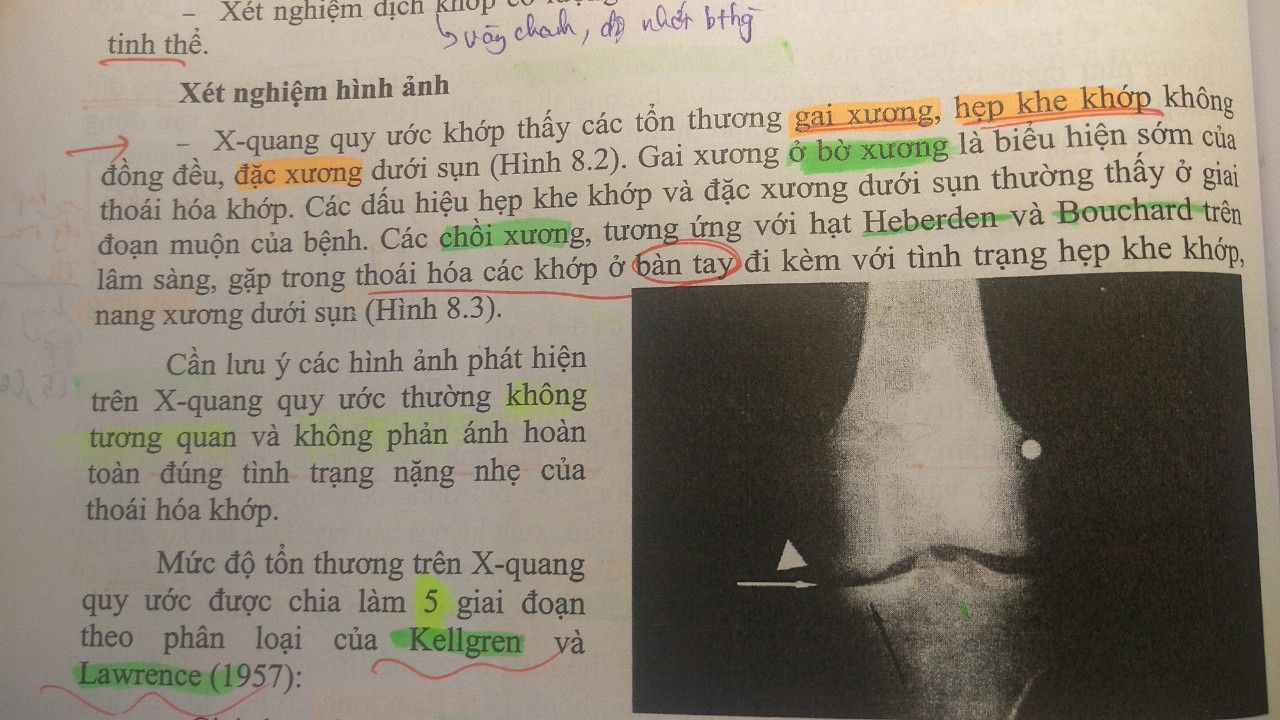 – Xét nghiệm dịch khớp có
vàng chanh, độ nhớt bthg
tinh thể.
Xét nghiệm hình ảnh
– X-quang quy ước khớp thấy các tổn thương gai xương, hẹp khe khớp không
đồng đều, đặc xương dưới sụn (Hình 8.2). Gai xương ở bờ xương là biểu hiện sớm của
thoái hóa khớp. Các dấu hiệu hẹp khe khớp và đặc xương dưới sụn thường thấy ở giai
đoạn muộn của bệnh. Các chồi xương, tương ứng với hạt Heberden và Bouchard trên
lâm sàng, gặp trong thoái hóa các khớp ở bàn tay đi kèm với tình trạng hẹp khe khớp,
nang xương dưới sụn (Hình 8.3).
Cần lưu ý các hình ảnh phát hiện
trên X-quang quy ước thường không
tương quan và không phản ánh hoàn
toàn đúng tình trạng nặng nhẹ của
thoái hóa khớp.
Mức độ tổn thương trên X-quang
quy ước được chia làm 5 giai đoạn
theo phân loại của Kellgren và
Lawrence (1957):